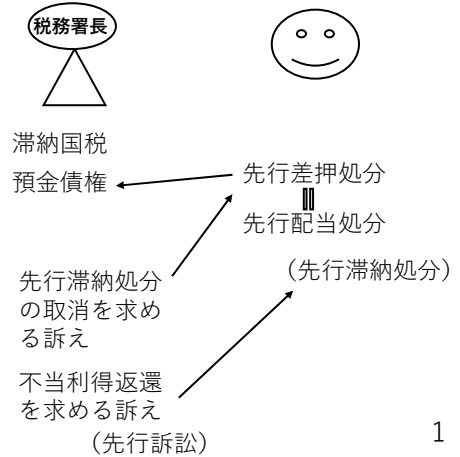 税務署長
滞納国税
預金債権
先行差押処分
先行配当処分
（先行滞納処分）
先行滞納処分
の取消を求め
る訴え
不当利得返還
を求める訴え
（先行訴訟）
1